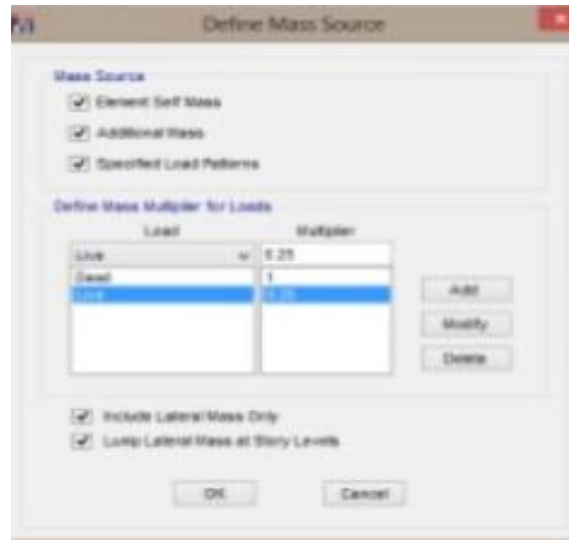 Define Mass Source
Mass Source
Element Self Mass
Additional Mass
Specified Load Patterns
Define Mass Multiplier for Loads
Load Multiplier
Live 0.25
Dead 1
Live 0.25
Add
Modify
Delete
Include Lateral Mass Only
Lump Lateral Mass at Story Levels
OK Cancel